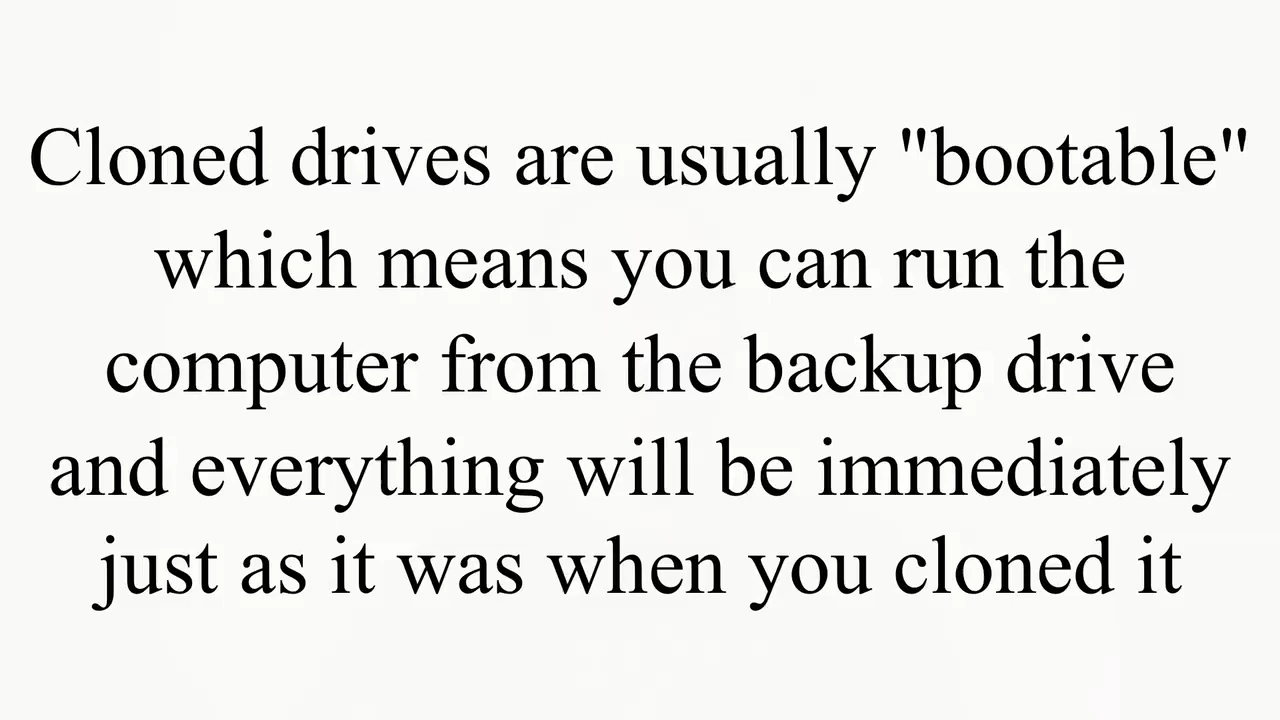 Cloned drives are usually "bootable"
which means you can run the
computer from the backup drive
and everything will be immediately
just as it was when you cloned it